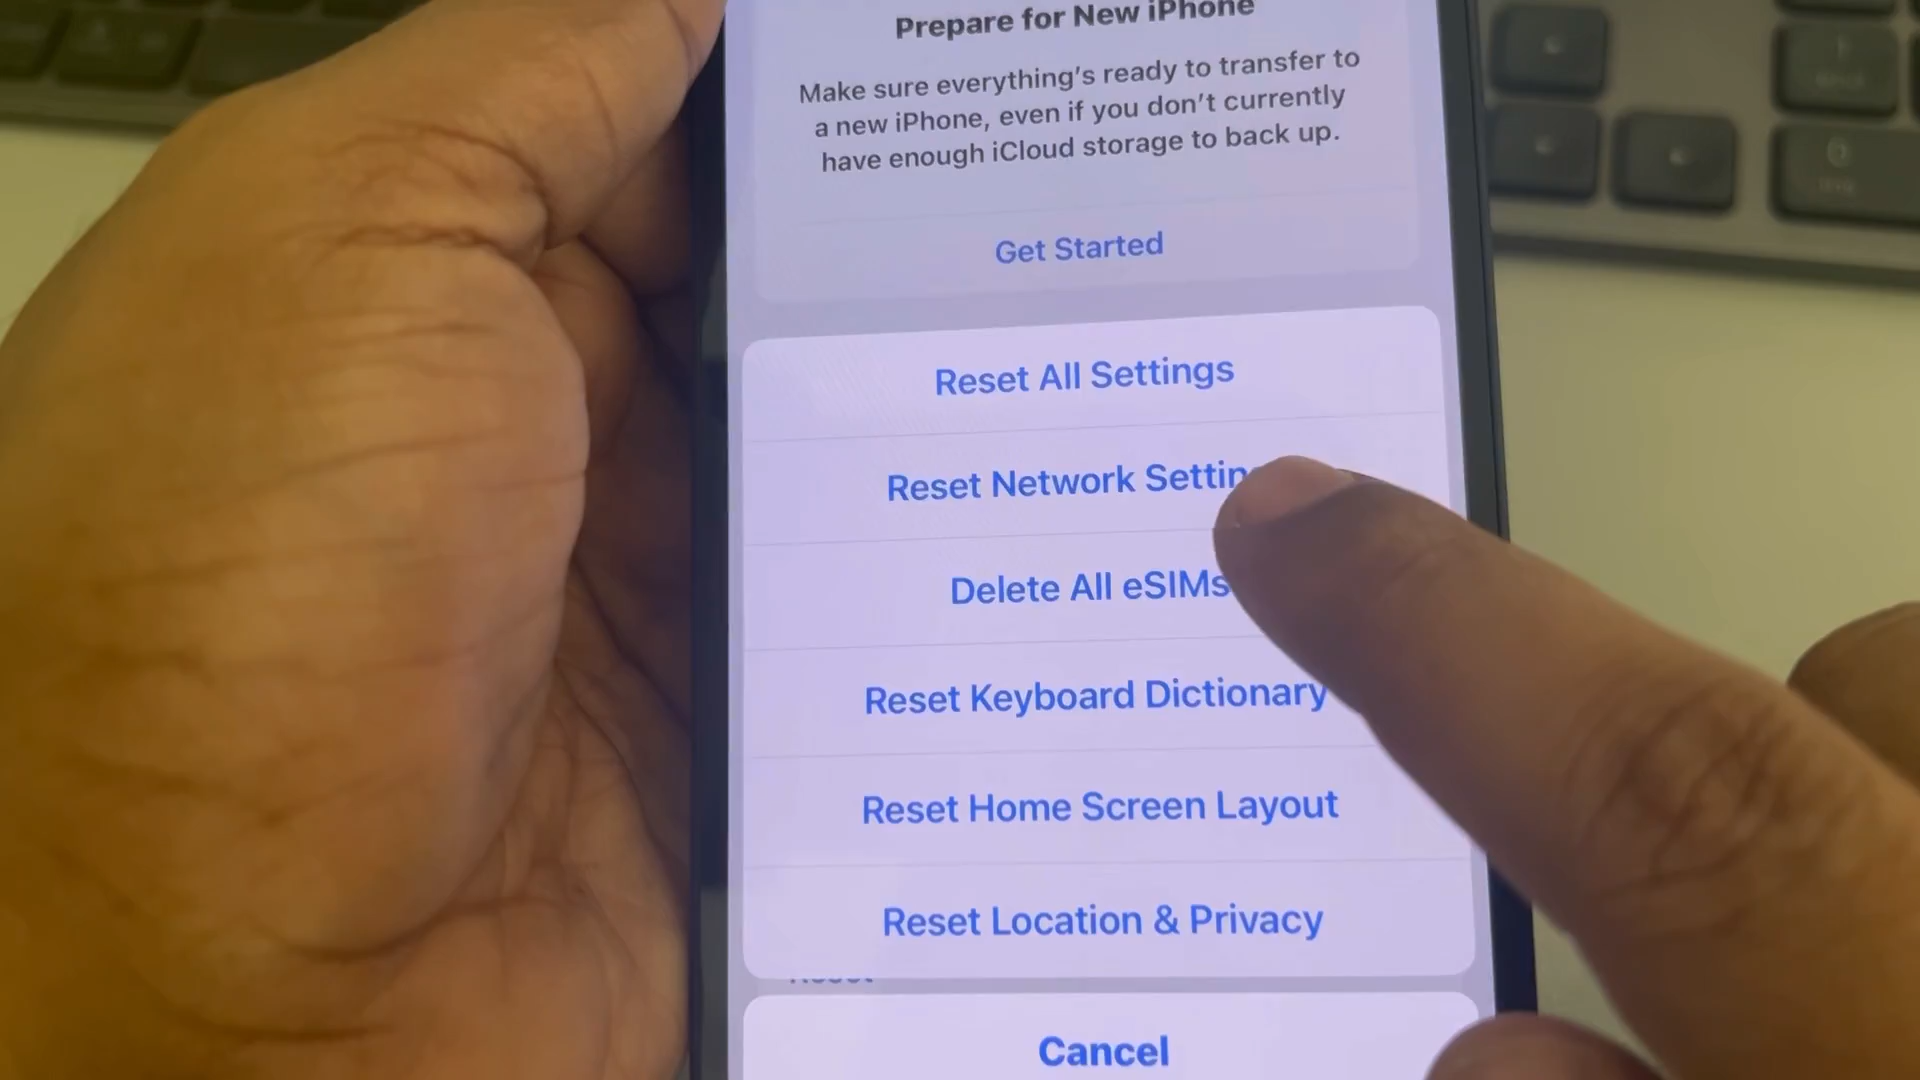 Prepare for New iPhone
Make sure everything's ready to transfer to
a new iPhone, even if you don't currently
have enough iCloud storage to back up.
Get Started
Reset All Settings
Reset Network Settin
Delete All eSIMs
Reset Keyboard Dictionary
Reset Home Screen Layout
Reset Location & Privacy
Cancel